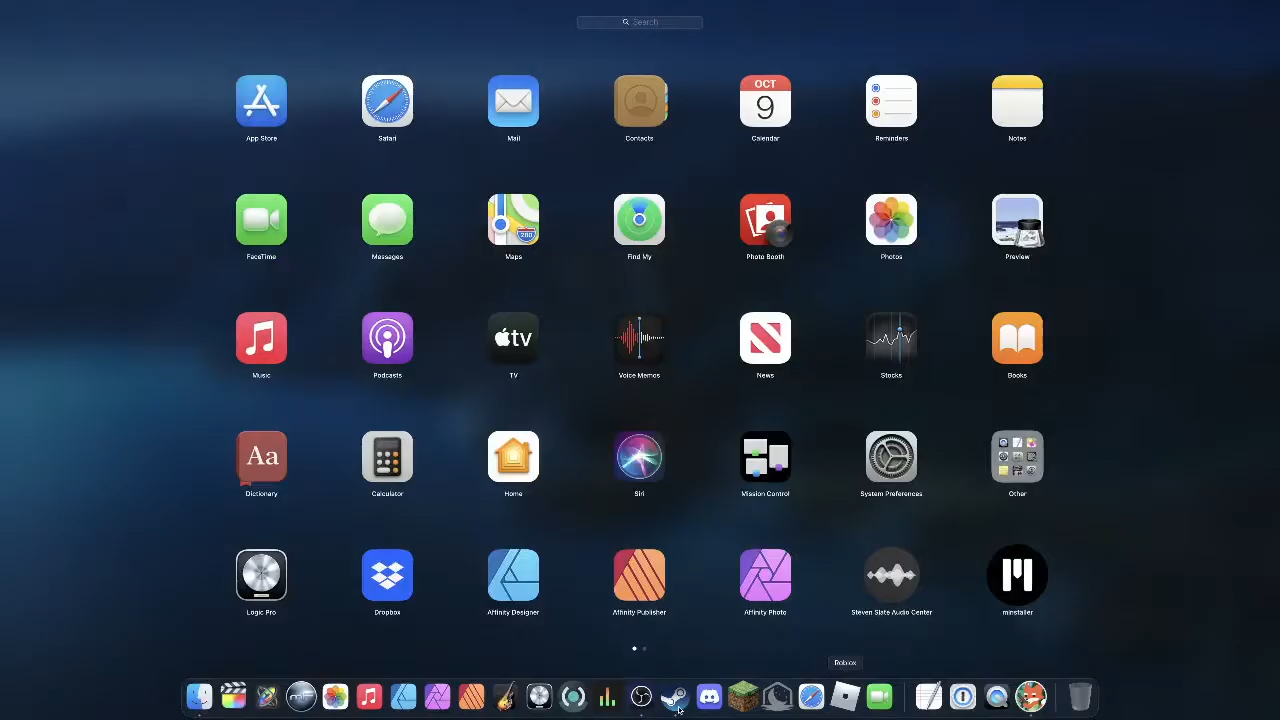 Search
App Store
Safari
Mail
Contacts
OCT
9
Calendar
Reminders
Notes
FaceTime
Messages
280
Maps
Find My
Photo Booth
Photos
Preview
Music
Podcasts
tv
TV
Voice Memos
News
Stocks
Books
Aa
Dictionary
Calculator
Home
Siri
Mission Control
System Preferences
Other
Logic Pro
Dropbox
Affinity Designer
Affinity Publisher
Affinity Photo
Steven Slate Audio Center
minstaller
Roblox